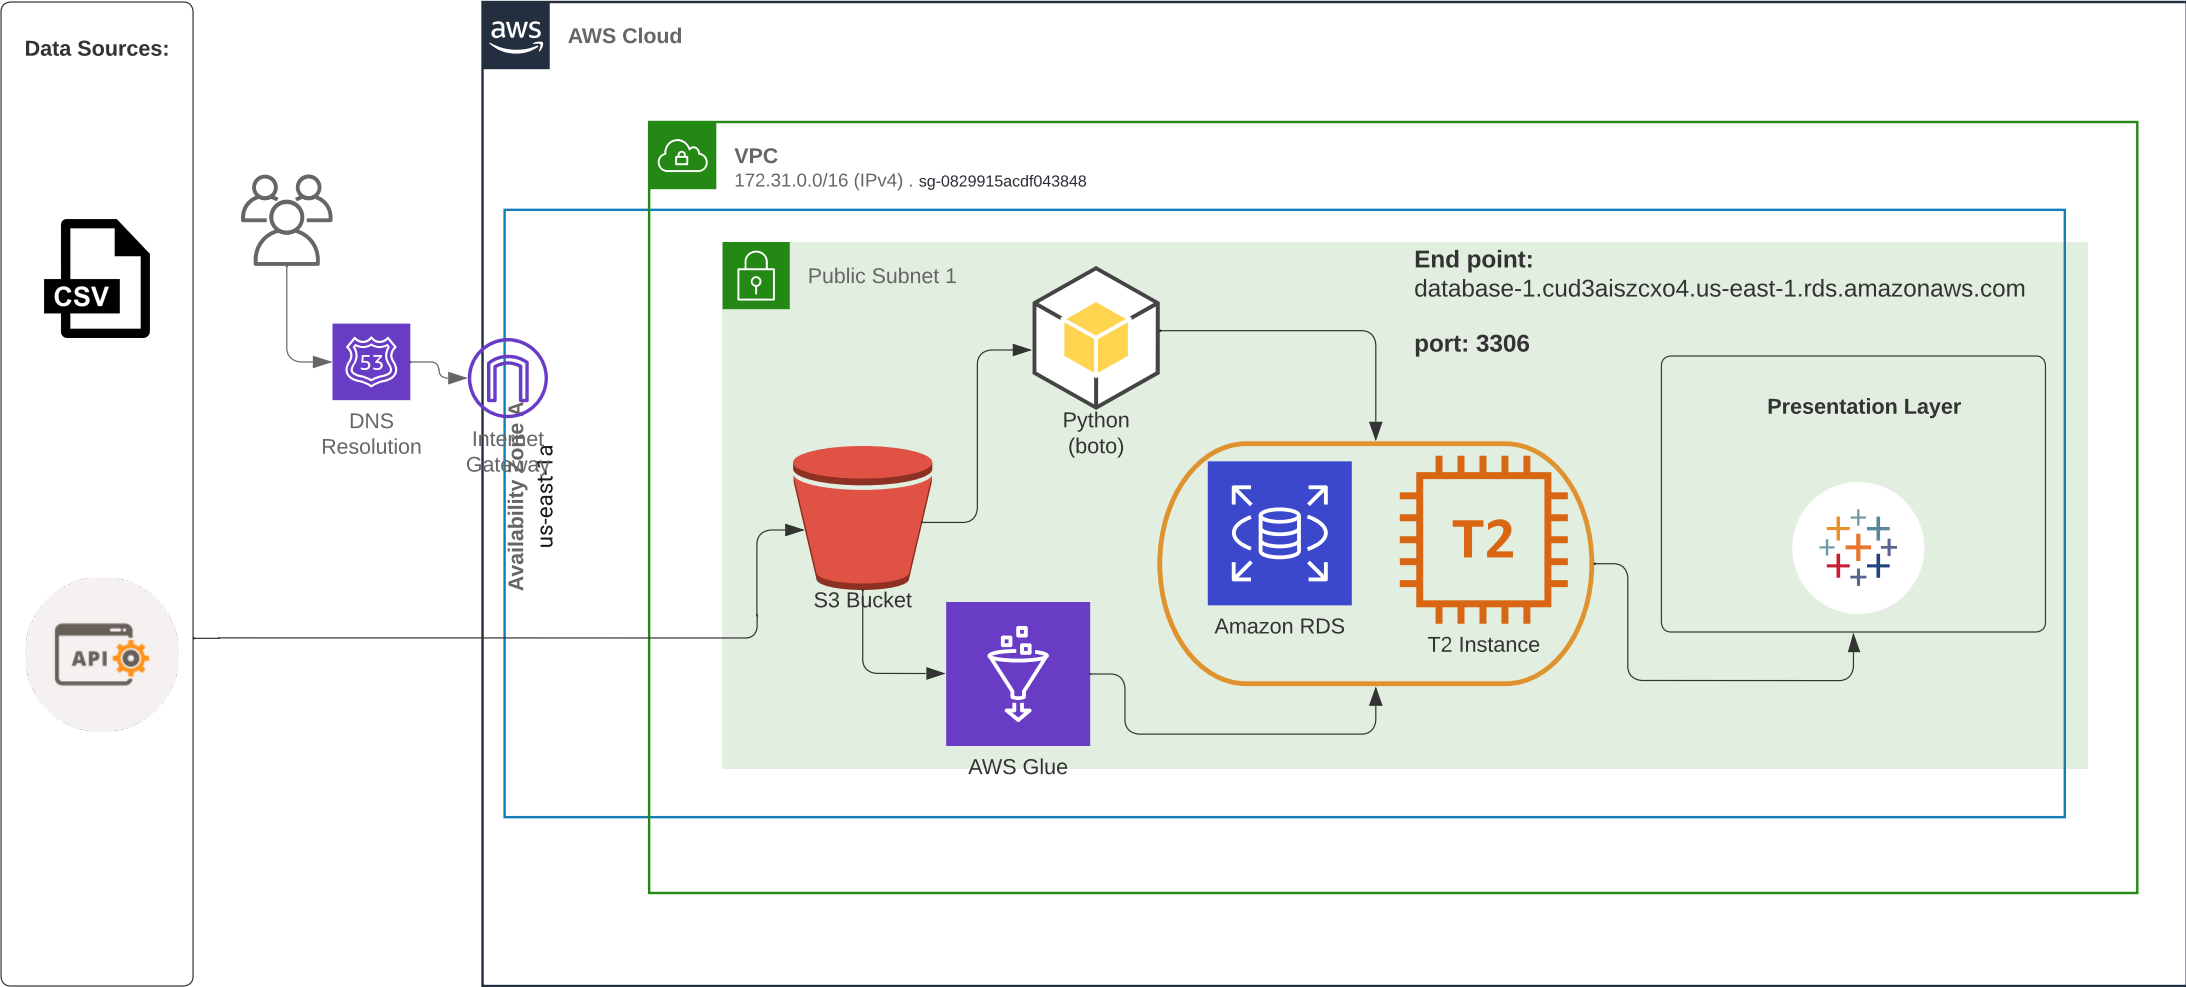 Data Sources:
CSV
API
53
DNS
Resolution
Internet
Gateway
Availability Zone A
us-east-1a
aws
AWS Cloud
VPC
172.31.0.0/16 (IPv4) . sg-0829915acdf043848
Public Subnet 1
S3 Bucket
Python
(boto)
AWS Glue
End point:
database-1.cud3aiszcxo4.us-east-1.rds.amazonaws.com
port: 3306
Amazon RDS
T2
T2 Instance
Presentation Layer